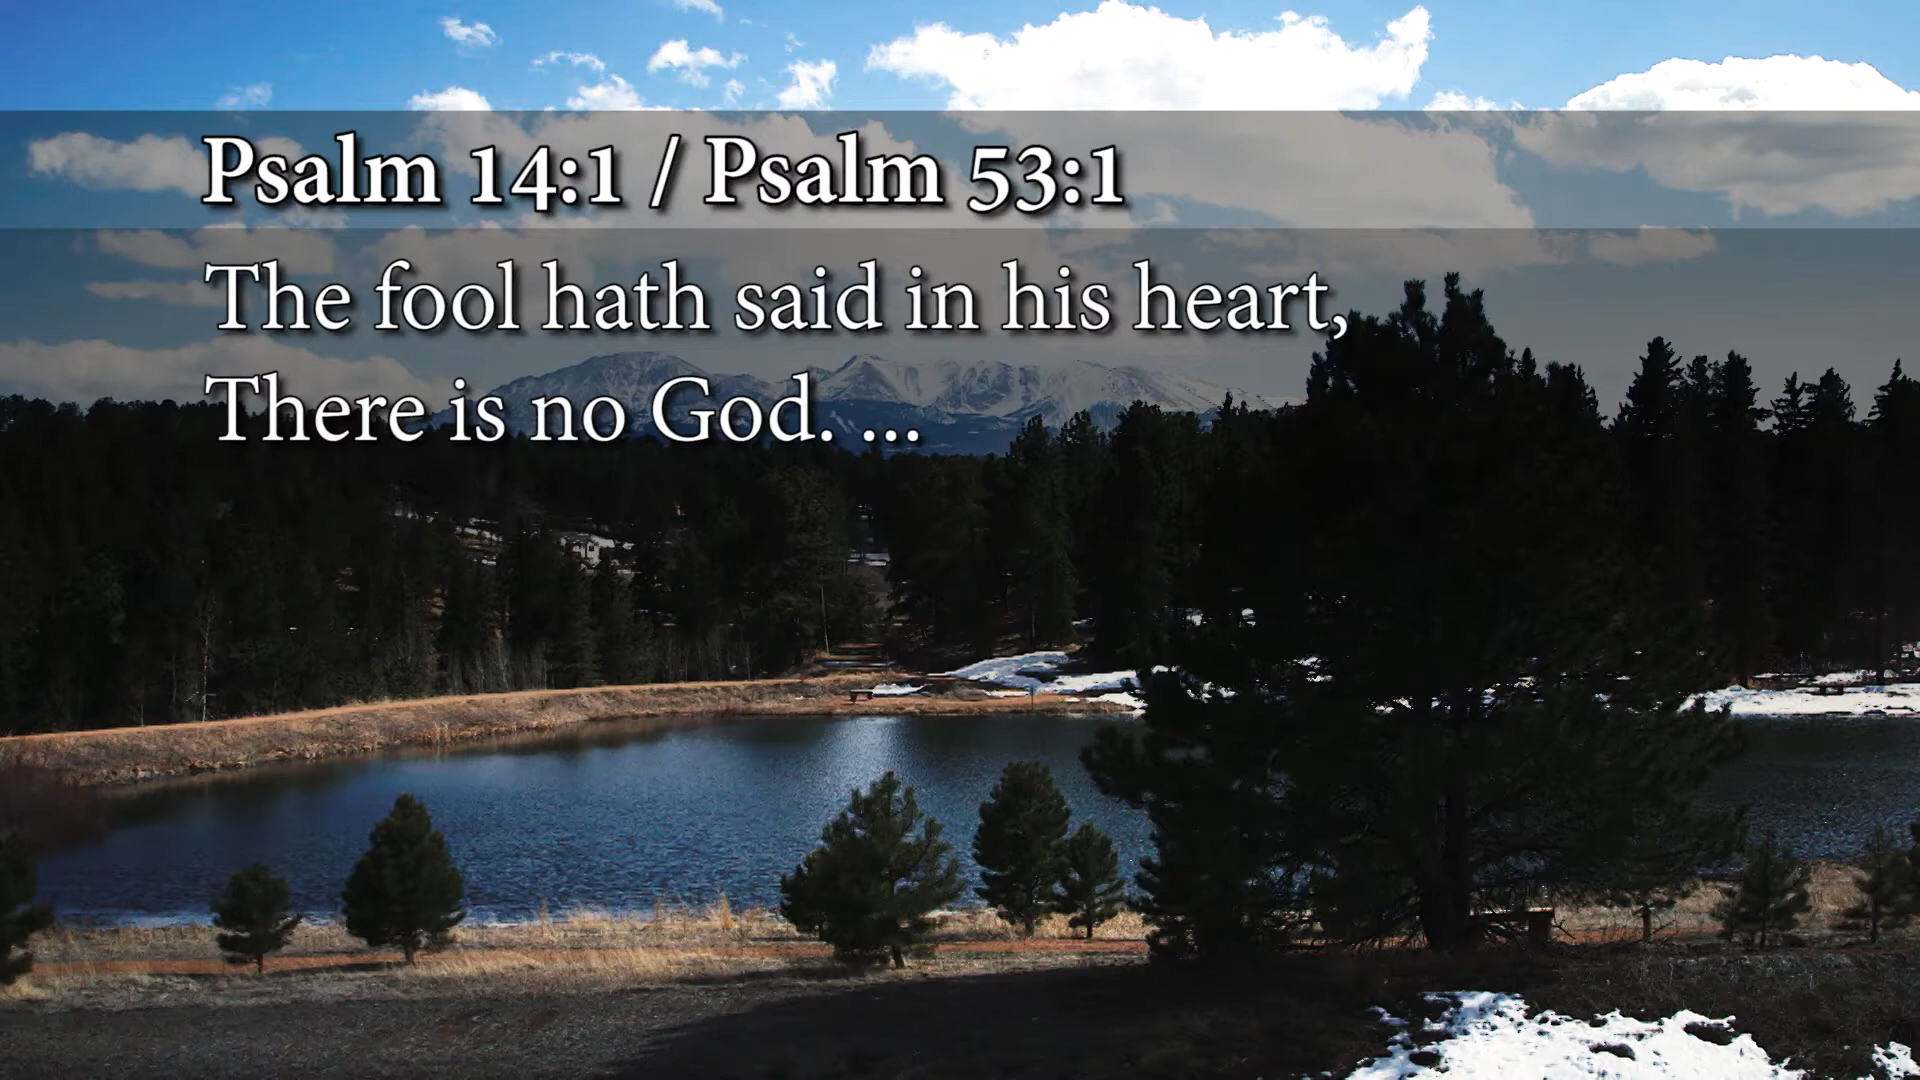 Psalm 14:1 / Psalm 53:1
The fool hath said in his heart,
There is no God. ...